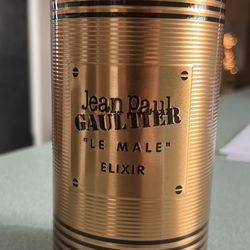 Jean Paul
GAULTIER
"LE MALE"
ELIXIR